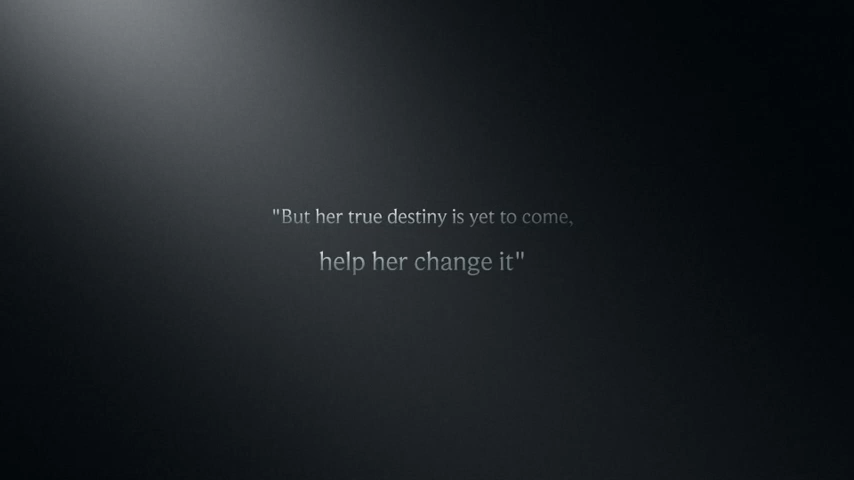 "But her true destiny is yet to come,
help her change it"